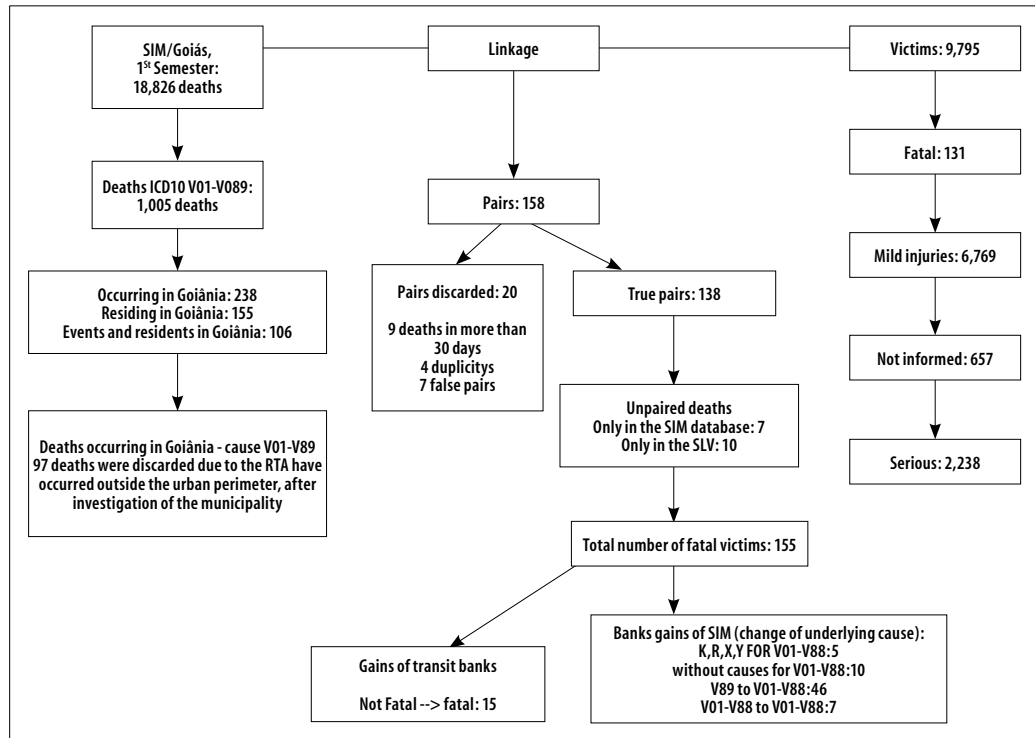 SIM/Goiás,
1St Semester:
18,826 deaths
Linkage
Victims: 9,795
Fatal: 131
Deaths ICD10 V01-V089:
1,005 deaths
Pairs: 158
Mild injuries: 6,769
Occurring in Goiânia: 238
Residing in Goiânia: 155
Events and residents in Goiânia: 106
Pairs discarded: 20
9 deaths in more than
30 days
4 duplicitys
7 false pairs
True pairs: 138
Not informed: 657
Unpaired deaths
Only in the SIM database: 7
Only in the SLV: 10
Deaths occurring in Goiânia - cause V01-V89
97 deaths were discarded due to the RTA have
occurred outside the urban perimeter, after
investigation of the municipality
Serious: 2,238
Total number of fatal victims: 155
Gains of transit banks
Not Fatal --> fatal: 15
Banks gains of SIM (change of underlying cause):
K,R,X,Y FOR V01-V88:5
without causes for V01-V88:10
V89 to V01-V88:46
V01-V88 to V01-V88:7